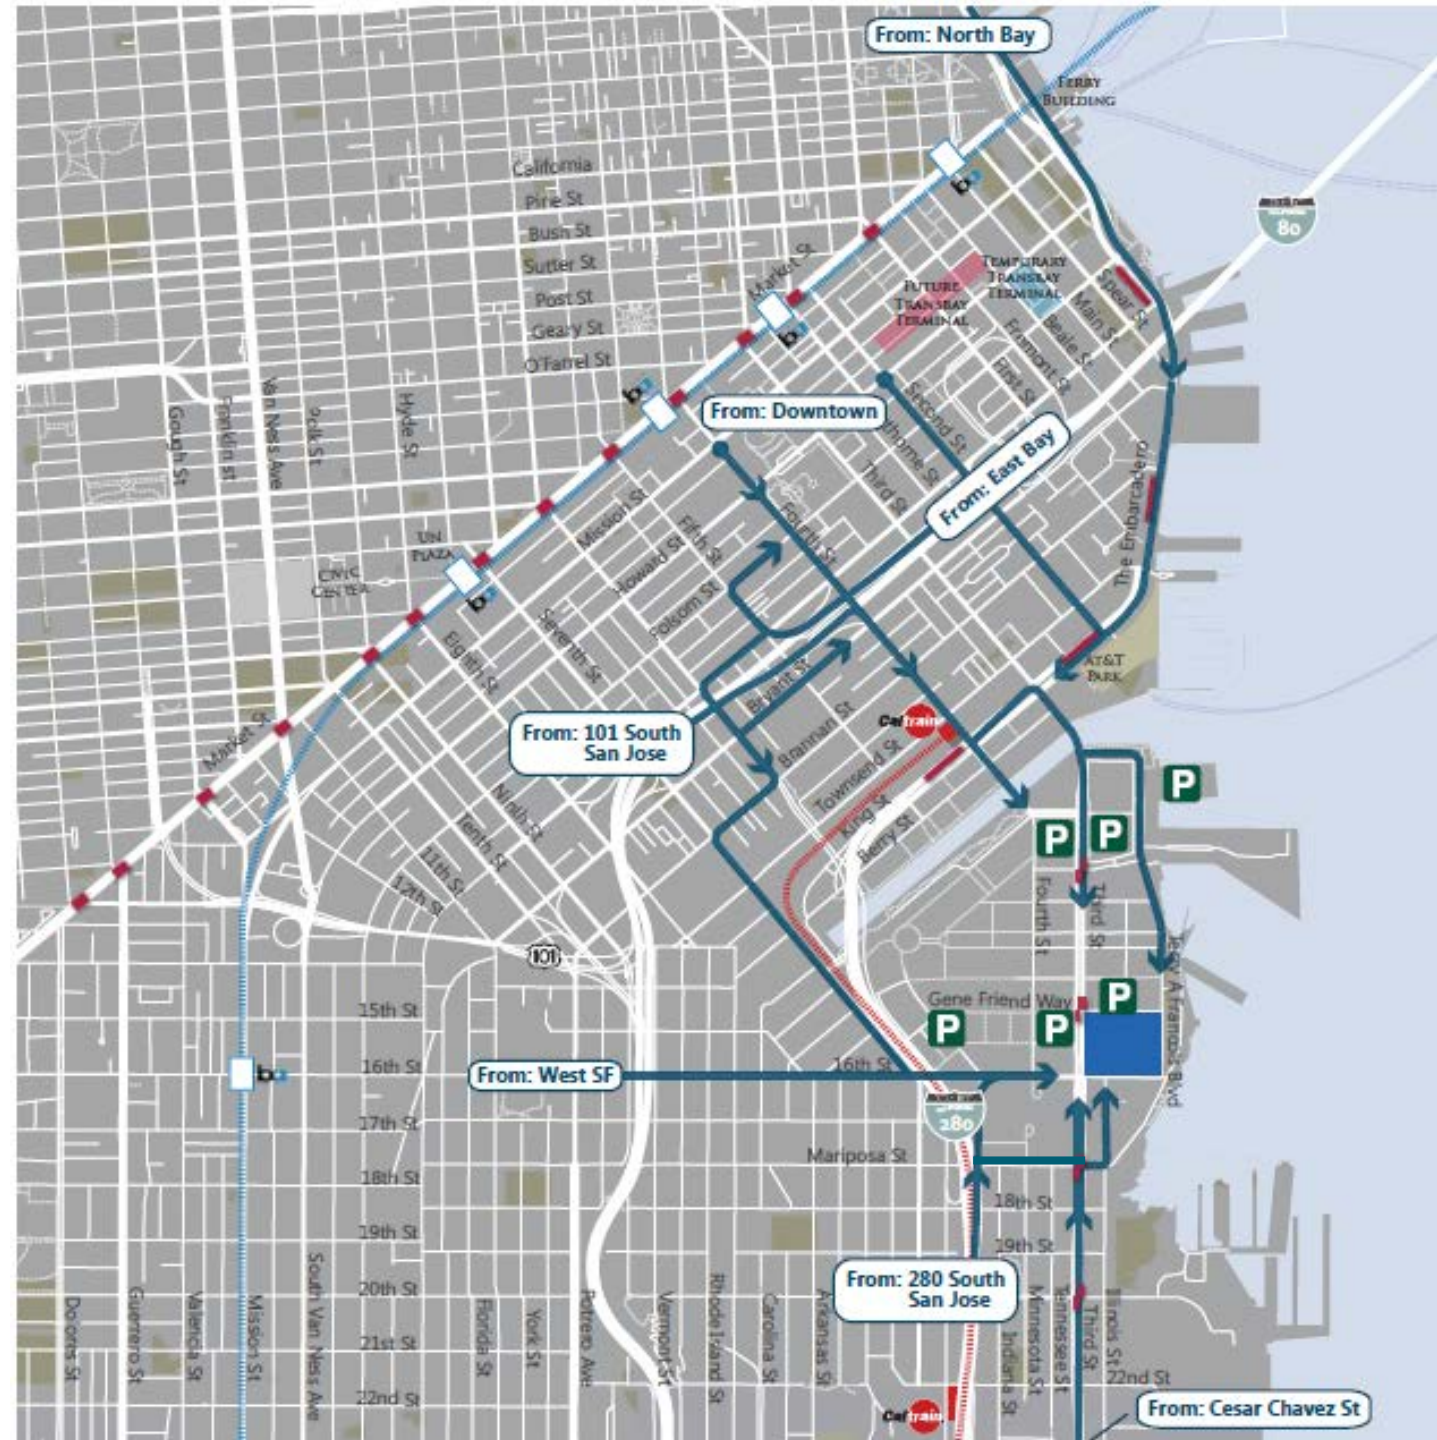 From: North Bay
FERRY
BUILDING
California
Pine St
Bush St
Sutter St
Post St
Geary St
O'Farrel St
Market St
80
FUTURE
TRANSBAY
TERMINAL
TEMPORARY
TRANSBAY
TERMINAL
Spear St
Main St
Beale St
Fremont St
First St
Gough St
Franklin st
Van Ness Ave
Polk St
Hyde St
From: Downtown
Second St
Third St
From: East Bay
The Embarcadero
UN
PLAZA
CIVIC
CENTER
Mission St
Howard St
Folsom St
Fourth St
Fifth St
Seventh St
Eighth St
AT&T
PARK
Bryant St
Brannan St
Townsend St
King St
Berry St
Caltrain
Market St
From: 101 South
San Jose
Ninth St
Tenth St
11th St
12th St
101
P
P
P
Fourth St
Third St
Terry A Francois Blvd
Gene Friend Way
P
P
P
15th St
16th St
16th St
From: West SF
17th St
280
Mariposa St
18th St
18th St
19th St
19th St
From: 280 South
San Jose
20th St
21st St
22nd St
22nd St
Dolores St
Guerrero St
Valencia St
Mission St
South Van Ness Ave
Florida St
York St
Potrero Ave
Vermont St
Rhode Island St
Carolina St
Arkansas St
Indiana St
Minnesota St
Tennesee St
Third St
Illinois St
Caltrain
From: Cesar Chavez St